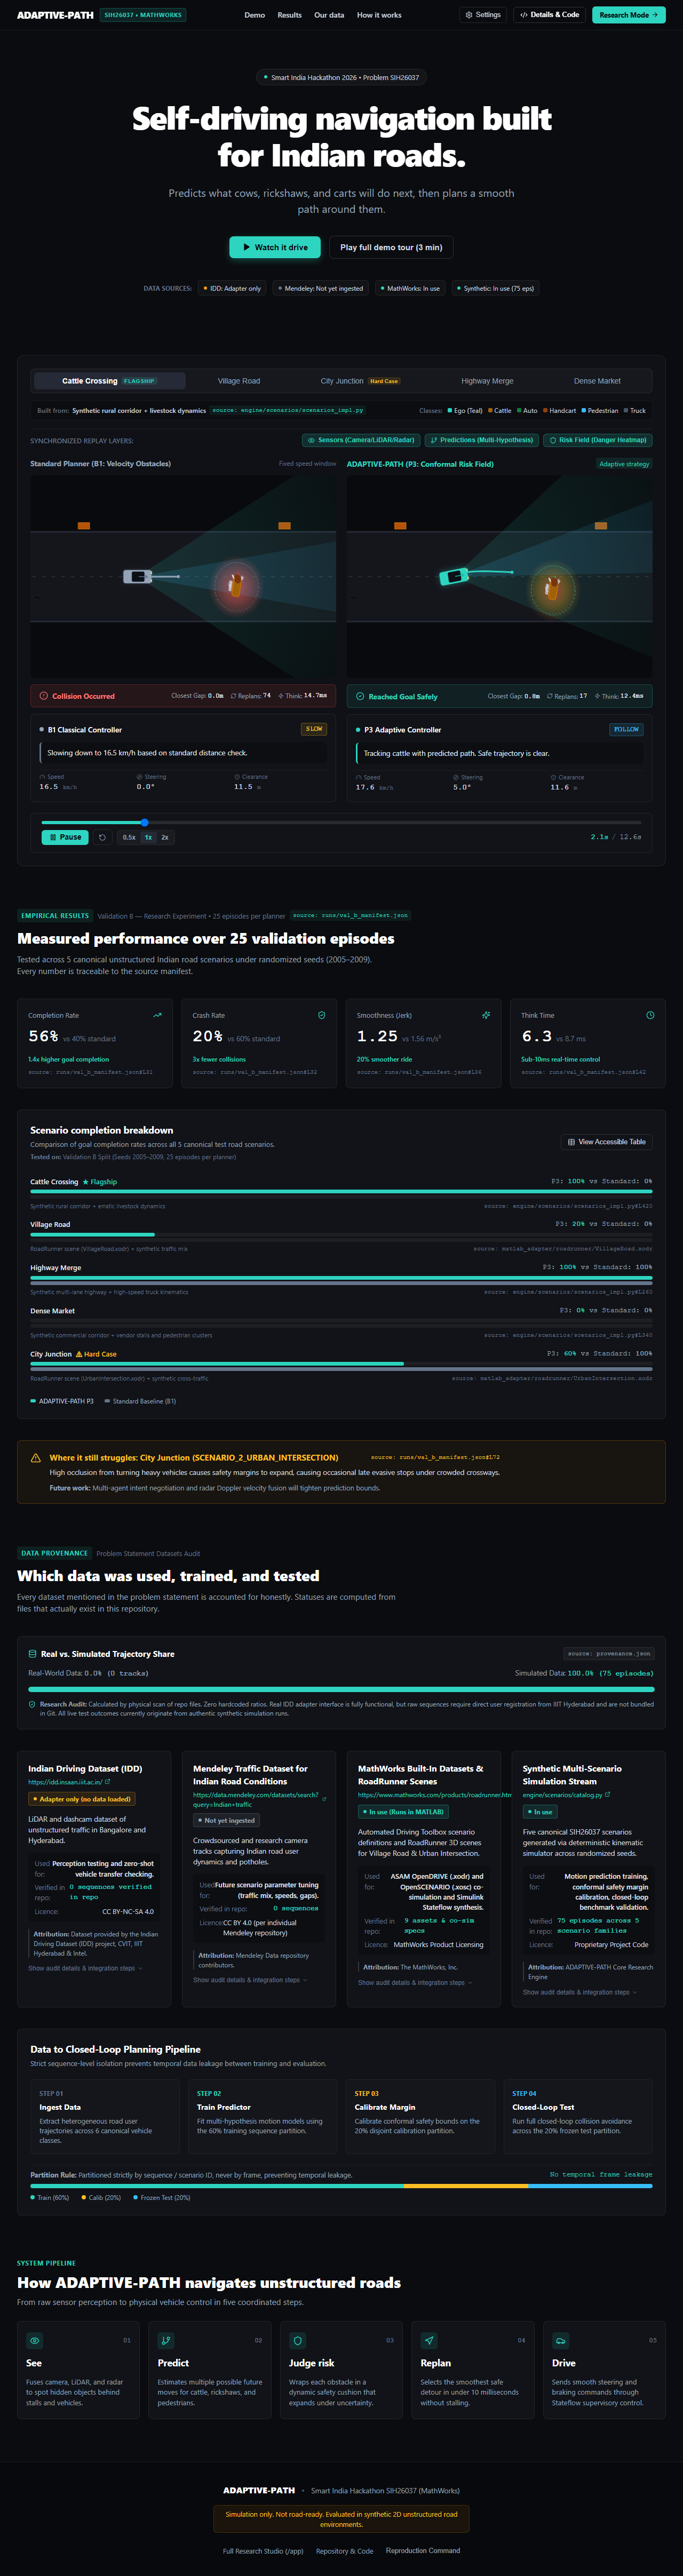 ADAPTIVE-PATH SIH26037 • MATHWORKS Demo Results Our data How it works Settings Details & Code Research Mode →
Smart India Hackathon 2026 • Problem SIH26037
Self-driving navigation built
for Indian roads.
Predicts what cows, rickshaws, and carts will do next, then plans a smooth
path around them.
Watch it drive Play full demo tour (3 min)
DATA SOURCES: IDD: Adapter only Mendeley: Not yet ingested MathWorks: In use Synthetic: In use (75 eps)
Cattle Crossing FLAGSHIP Village Road City Junction Hard Case Highway Merge Dense Market
Built from: Synthetic rural corridor + livestock dynamics source: engine/scenarios/scenarios_impl.py Classes: Ego (Teal) Cattle Auto Handcart Pedestrian Truck
SYNCHRONIZED REPLAY LAYERS: Sensors (Camera/LiDAR/Radar) Predictions (Multi-Hypothesis) Risk Field (Danger Heatmap)
Standard Planner (B1: Velocity Obstacles) Fixed speed window
ADAPTIVE-PATH (P3: Conformal Risk Field) Adaptive strategy
Collision Occurred Closest Gap: 0.0m Replans: 74 Think: 14.7ms
Reached Goal Safely Closest Gap: 0.8m Replans: 17 Think: 12.4ms
B1 Classical Controller SLOW
Slowing down to 16.5 km/h based on standard distance check.
Speed Steering Clearance
16.5 km/h 0.0° 11.5 m
P3 Adaptive Controller FOLLOW
Tracking cattle with predicted path. Safe trajectory is clear.
Speed Steering Clearance
17.6 km/h 5.0° 11.6 m
Pause 0.5x 1x 2x 2.1s / 12.6s
EMPIRICAL RESULTS Validation B — Research Experiment • 25 episodes per planner source: runs/val_b_manifest.json
Measured performance over 25 validation episodes
Tested across 5 canonical unstructured Indian road scenarios under randomized seeds (2005–2009).
Every number is traceable to the source manifest.
Completion Rate
56% vs 40% standard
1.4x higher goal completion
source: runs/val_b_manifest.json#L31
Crash Rate
20% vs 60% standard
3x fewer collisions
source: runs/val_b_manifest.json#L32
Smoothness (Jerk)
1.25 vs 1.56 m/s³
20% smoother ride
source: runs/val_b_manifest.json#L36
Think Time
6.3 vs 8.7 ms
Sub-10ms real-time control
source: runs/val_b_manifest.json#L42
Scenario completion breakdown
Comparison of goal completion rates across all 5 canonical test road scenarios.
Tested on: Validation B Split (Seeds 2005–2009, 25 episodes per planner)
View Accessible Table
Cattle Crossing ★ Flagship P3: 100% vs Standard: 0%
Synthetic rural corridor + erratic livestock dynamics source: engine/scenarios/scenarios_impl.py#L420
Village Road P3: 20% vs Standard: 0%
RoadRunner scene (VillageRoad.xodr) + synthetic traffic mix source: matlab_adapter/roadrunner/VillageRoad.xodr
Highway Merge P3: 100% vs Standard: 100%
Synthetic multi-lane highway + high-speed truck kinematics source: engine/scenarios/scenarios_impl.py#L260
Dense Market P3: 0% vs Standard: 0%
Synthetic commercial corridor + vendor stalls and pedestrian clusters source: engine/scenarios/scenarios_impl.py#L340
City Junction Hard Case P3: 60% vs Standard: 100%
RoadRunner scene (UrbanIntersection.xodr) + synthetic cross-traffic source: matlab_adapter/roadrunner/UrbanIntersection.xodr
ADAPTIVE-PATH P3 Standard Baseline (B1)
Where it still struggles: City Junction (SCENARIO_2_URBAN_INTERSECTION) source: runs/val_b_manifest.json#L72
High occlusion from turning heavy vehicles causes safety margins to expand, causing occasional late evasive stops under crowded crossways.
Future work: Multi-agent intent negotiation and radar Doppler velocity fusion will tighten prediction bounds.
DATA PROVENANCE Problem Statement Datasets Audit
Which data was used, trained, and tested
Every dataset mentioned in the problem statement is accounted for honestly. Statuses are computed from
files that actually exist in this repository.
Real vs. Simulated Trajectory Share source: provenance.json
Real-World Data: 0.0% (0 tracks) Simulated Data: 100.0% (75 episodes)
Research Audit: Calculated by physical scan of repo files. Zero hardcoded ratios. Real IDD adapter interface is fully functional, but raw sequences require direct user registration from IIIT Hyderabad and are not bundled
in Git. All live test outcomes currently originate from authentic synthetic simulation runs.
Indian Driving Dataset (IDD)
https://idd.insaan.iiit.ac.in/
Adapter only (no data loaded)
LiDAR and dashcam dataset of
unstructured traffic in Bangalore and
Hyderabad.
Used for: Perception testing and zero-shot
vehicle transfer checking.
Verified in repo: 0 sequences verified
in repo
Licence: CC BY-NC-SA 4.0
Attribution: Dataset provided by the Indian
Driving Dataset (IDD) project, CVIT, IIIT
Hyderabad & Intel.
Show audit details & integration steps
Mendeley Traffic Dataset for
Indian Road Conditions
https://data.mendeley.com/datasets/search?
query=Indian+traffic
Not yet ingested
Crowdsourced and research camera
tracks capturing Indian road user
dynamics and potholes.
Used for: Future scenario parameter tuning
(traffic mix, speeds, gaps).
Verified in repo: 0 sequences
Licence: CC BY 4.0 (per individual
Mendeley repository)
Attribution: Mendeley Data repository
contributors.
Show audit details & integration steps
MathWorks Built-In Datasets &
RoadRunner Scenes
https://www.mathworks.com/products/roadrunner.htm
In use (Runs in MATLAB)
Automated Driving Toolbox scenario
definitions and RoadRunner 3D scenes
for Village Road & Urban Intersection.
Used for: ASAM OpenDRIVE (.xodr) and
OpenSCENARIO (.xosc) co-
simulation and Simulink
Stateflow synthesis.
Verified in repo: 9 assets & co-sim
specs
Licence: MathWorks Product Licensing
Attribution: The MathWorks, Inc.
Show audit details & integration steps
Synthetic Multi-Scenario
Simulation Stream
engine/scenarios/catalog.py
In use
Five canonical SIH26037 scenarios
generated via deterministic kinematic
simulator across randomized seeds.
Used for: Motion prediction training,
conformal safety margin
calibration, closed-loop
benchmark validation.
Verified in repo: 75 episodes across 5
scenario families
Licence: Proprietary Project Code
Attribution: ADAPTIVE-PATH Core Research
Engine
Show audit details & integration steps
Data to Closed-Loop Planning Pipeline
Strict sequence-level isolation prevents temporal data leakage between training and evaluation.
STEP 01
Ingest Data
Extract heterogeneous road user
trajectories across 6 canonical vehicle
classes.
STEP 02
Train Predictor
Fit multi-hypothesis motion models using
the 60% training sequence partition.
STEP 03
Calibrate Margin
Calibrate conformal safety bounds on the
20% disjoint calibration partition.
STEP 04
Closed-Loop Test
Run full closed-loop collision avoidance
across the 20% frozen test partition.
Partition Rule: Partitioned strictly by sequence / scenario ID, never by frame, preventing temporal leakage. No temporal frame leakage
Train (60%) Calib (20%) Frozen Test (20%)
SYSTEM PIPELINE
How ADAPTIVE-PATH navigates unstructured roads
From raw sensor perception to physical vehicle control in five coordinated steps.
01
See
Fuses camera, LiDAR, and radar
to spot hidden objects behind
stalls and vehicles.
02
Predict
Estimates multiple possible future
moves for cattle, rickshaws, and
pedestrians.
03
Judge risk
Wraps each obstacle in a
dynamic safety cushion that
expands under uncertainty.
04
Replan
Selects the smoothest safe
detour in under 10 milliseconds
without stalling.
05
Drive
Sends smooth steering and
braking commands through
Stateflow supervisory control.
ADAPTIVE-PATH • Smart India Hackathon SIH26037 (MathWorks)
Simulation only. Not road-ready. Evaluated in synthetic 2D unstructured road
environments.
Full Research Studio (/app) Repository & Code Reproduction Command